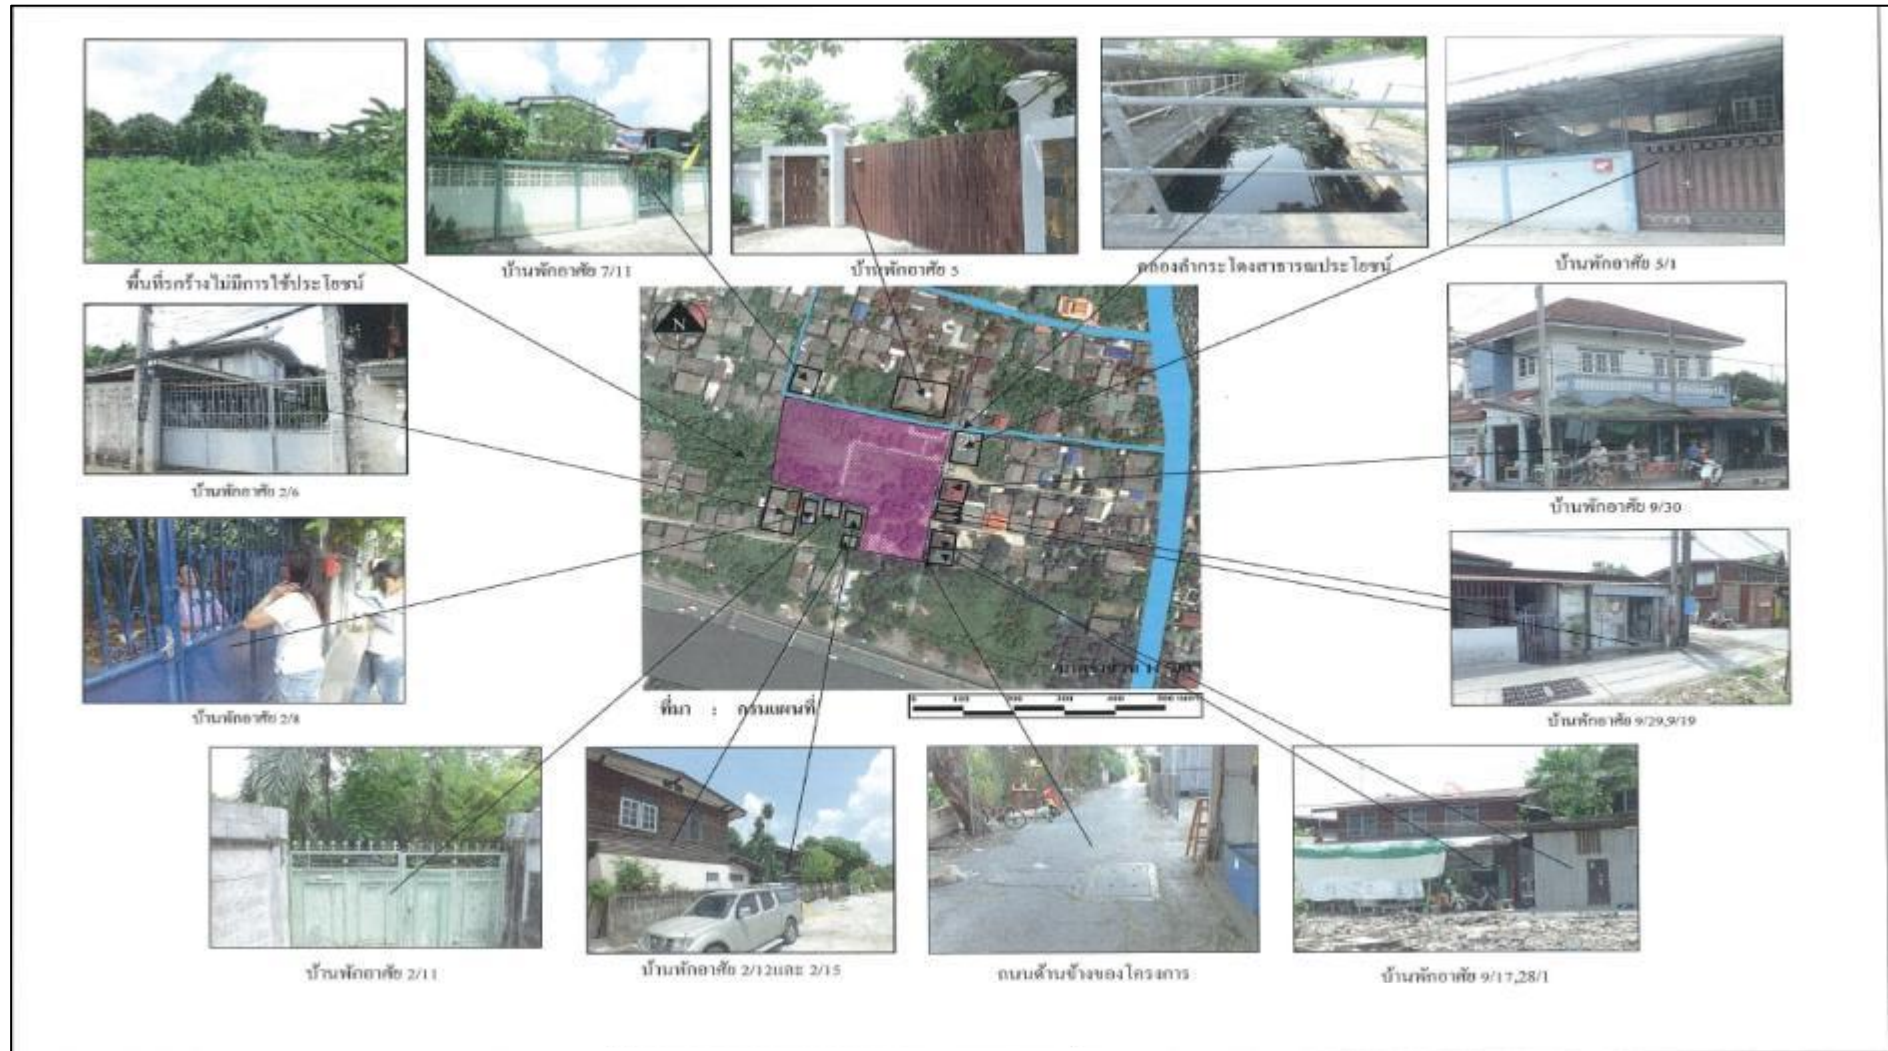 พื้นที่รกร้างไม่มีการใช้ประโยชน์
บ้านพักอาศัย 7/11
บ้านพักอาศัย 5
คลองลำกระโดงสาธารณประโยชน์
บ้านพักอาศัย 5/1
N
บ้านพักอาศัย 2/6
บ้านพักอาศัย 9/30
บ้านพักอาศัย 2/8
ที่มา : กรมแผนที่
0 100 200 300 400
บ้านพักอาศัย 9/29,9/19
บ้านพักอาศัย 2/11
บ้านพักอาศัย 2/12และ 2/15
ถนนด้านข้างของโครงการ
บ้านพักอาศัย 9/17,28/1